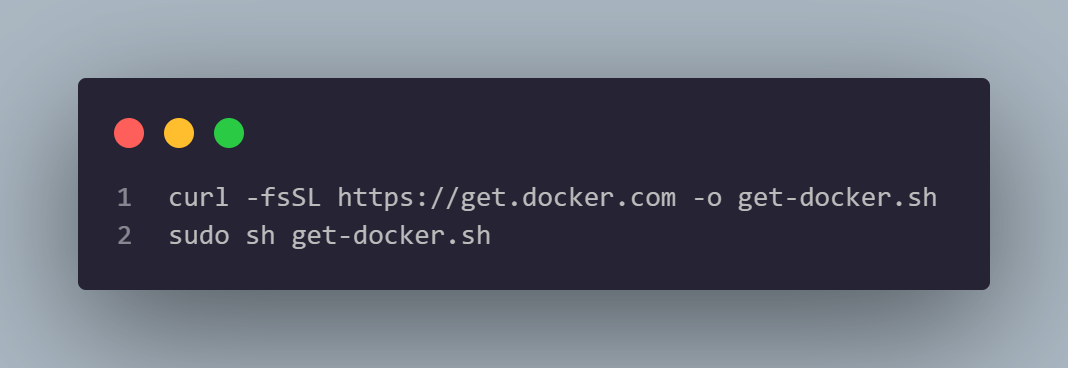 1 curl -fsSL https://get.docker.com -o get-docker.sh
2 sudo sh get-docker.sh